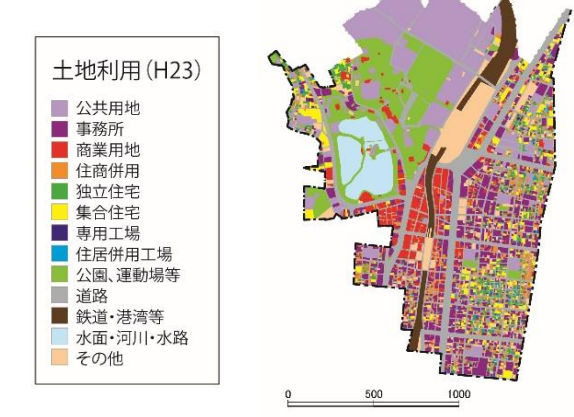 土地利用(H23)
公共用地
事務所
商業用地
住商併用
独立住宅
集合住宅
専用工場
住居併用工場
公園、運動場等
道路
鉄道・港湾等
水面・河川・水路
その他
0 500 1000